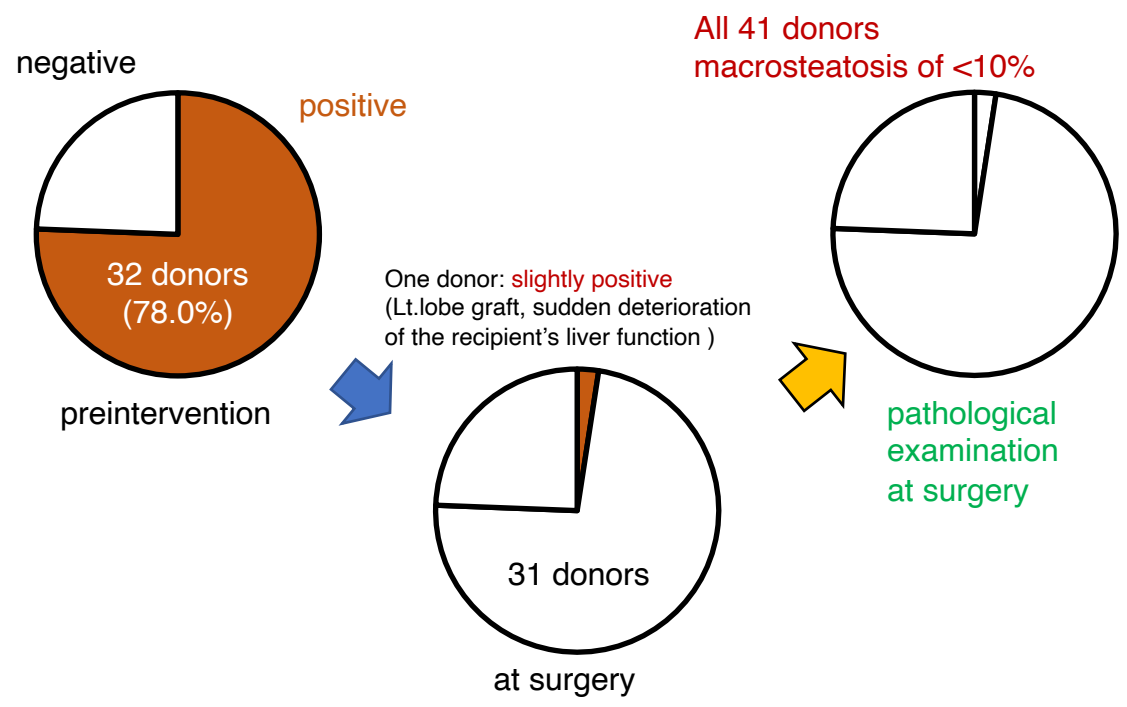 negative
positive
32 donors
(78.0%)
preintervention
One donor: slightly positive
(Lt.lobe graft, sudden deterioration
of the recipient's liver function )
31 donors
at surgery
All 41 donors
macrosteatosis of <10%
pathological
examination
at surgery